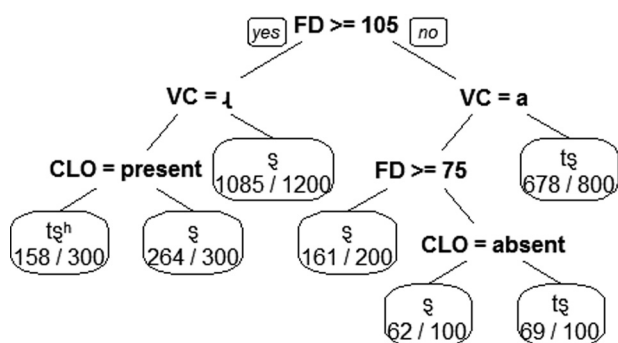 yes FD >= 105 no
VC = ɻ VC = a
CLO = present ʂ 1085 / 1200 FD >= 75 tʂ 678 / 800
tʂʰ 158 / 300 ʂ 264 / 300 ʂ 161 / 200 CLO = absent
ʂ 62 / 100 tʂ 69 / 100